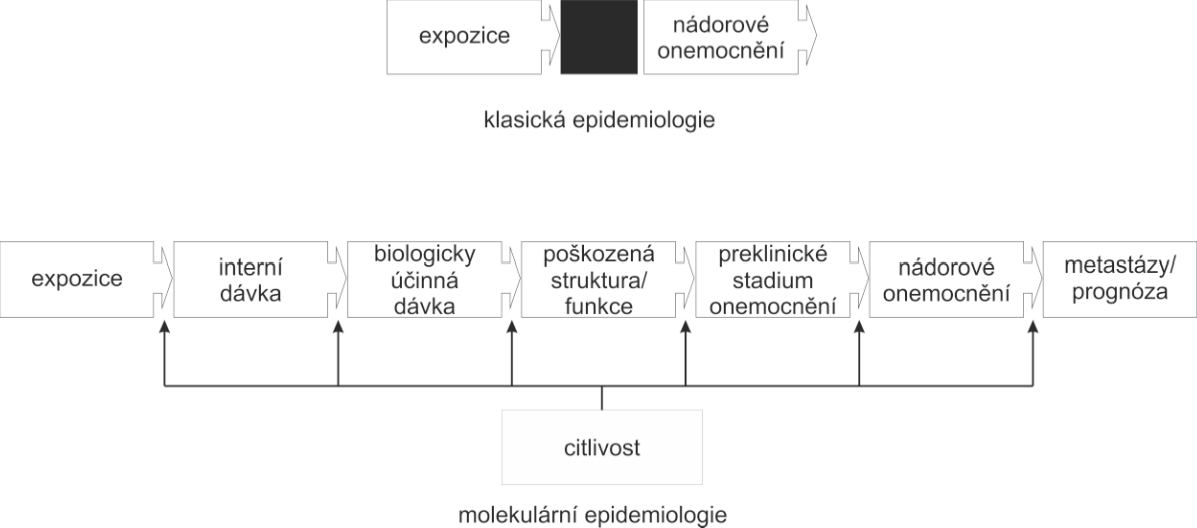 expozice
nádorové
onemocnění
klasická epidemiologie
expozice
interní
dávka
biologicky
účinná
dávka
poškozená
struktura/
funkce
preklinické
stadium
onemocnění
nádorové
onemocnění
metastázy/
prognóza
citlivost
molekulární epidemiologie